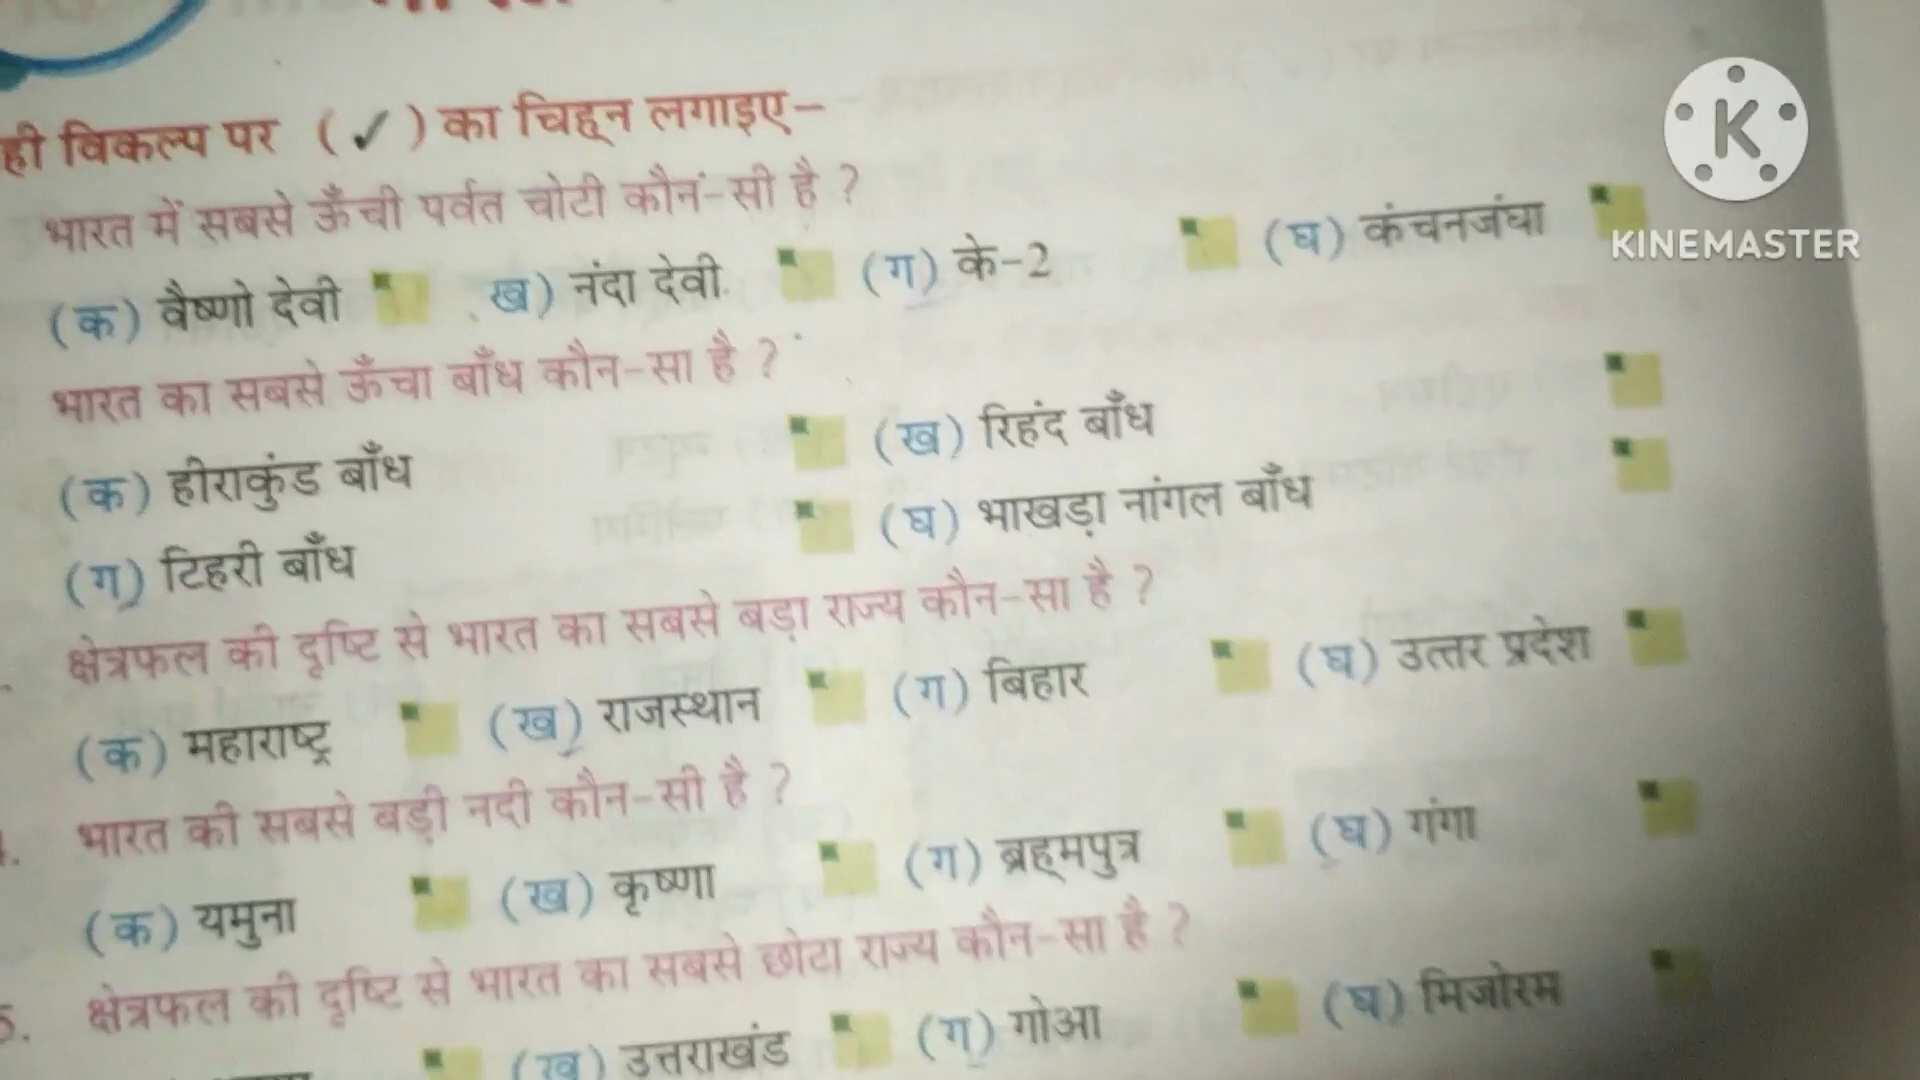 ही विकल्प पर (✓) का चिह्न लगाइए–
भारत में सबसे ऊँची पर्वत चोटी कौन-सी है ?
(क) वैष्णो देवी ख) नंदा देवी (ग) के-2 (घ) कंचनजंघा
KINEMASTER
भारत का सबसे ऊँचा बाँध कौन-सा है ?
(क) हीराकुंड बाँध (ख) रिहंद बाँध
(ग) टिहरी बाँध (घ) भाखड़ा नांगल बाँध
क्षेत्रफल की दृष्टि से भारत का सबसे बड़ा राज्य कौन-सा है ?
(क) महाराष्ट्र (ख) राजस्थान (ग) बिहार (घ) उत्तर प्रदेश
भारत की सबसे बड़ी नदी कौन-सी है ?
(क) यमुना (ख) कृष्णा (ग) ब्रह्मपुत्र (घ) गंगा
5. क्षेत्रफल की दृष्टि से भारत का सबसे छोटा राज्य कौन-सा है ?
(ख) उत्तराखंड (ग) गोआ (घ) मिजोरम